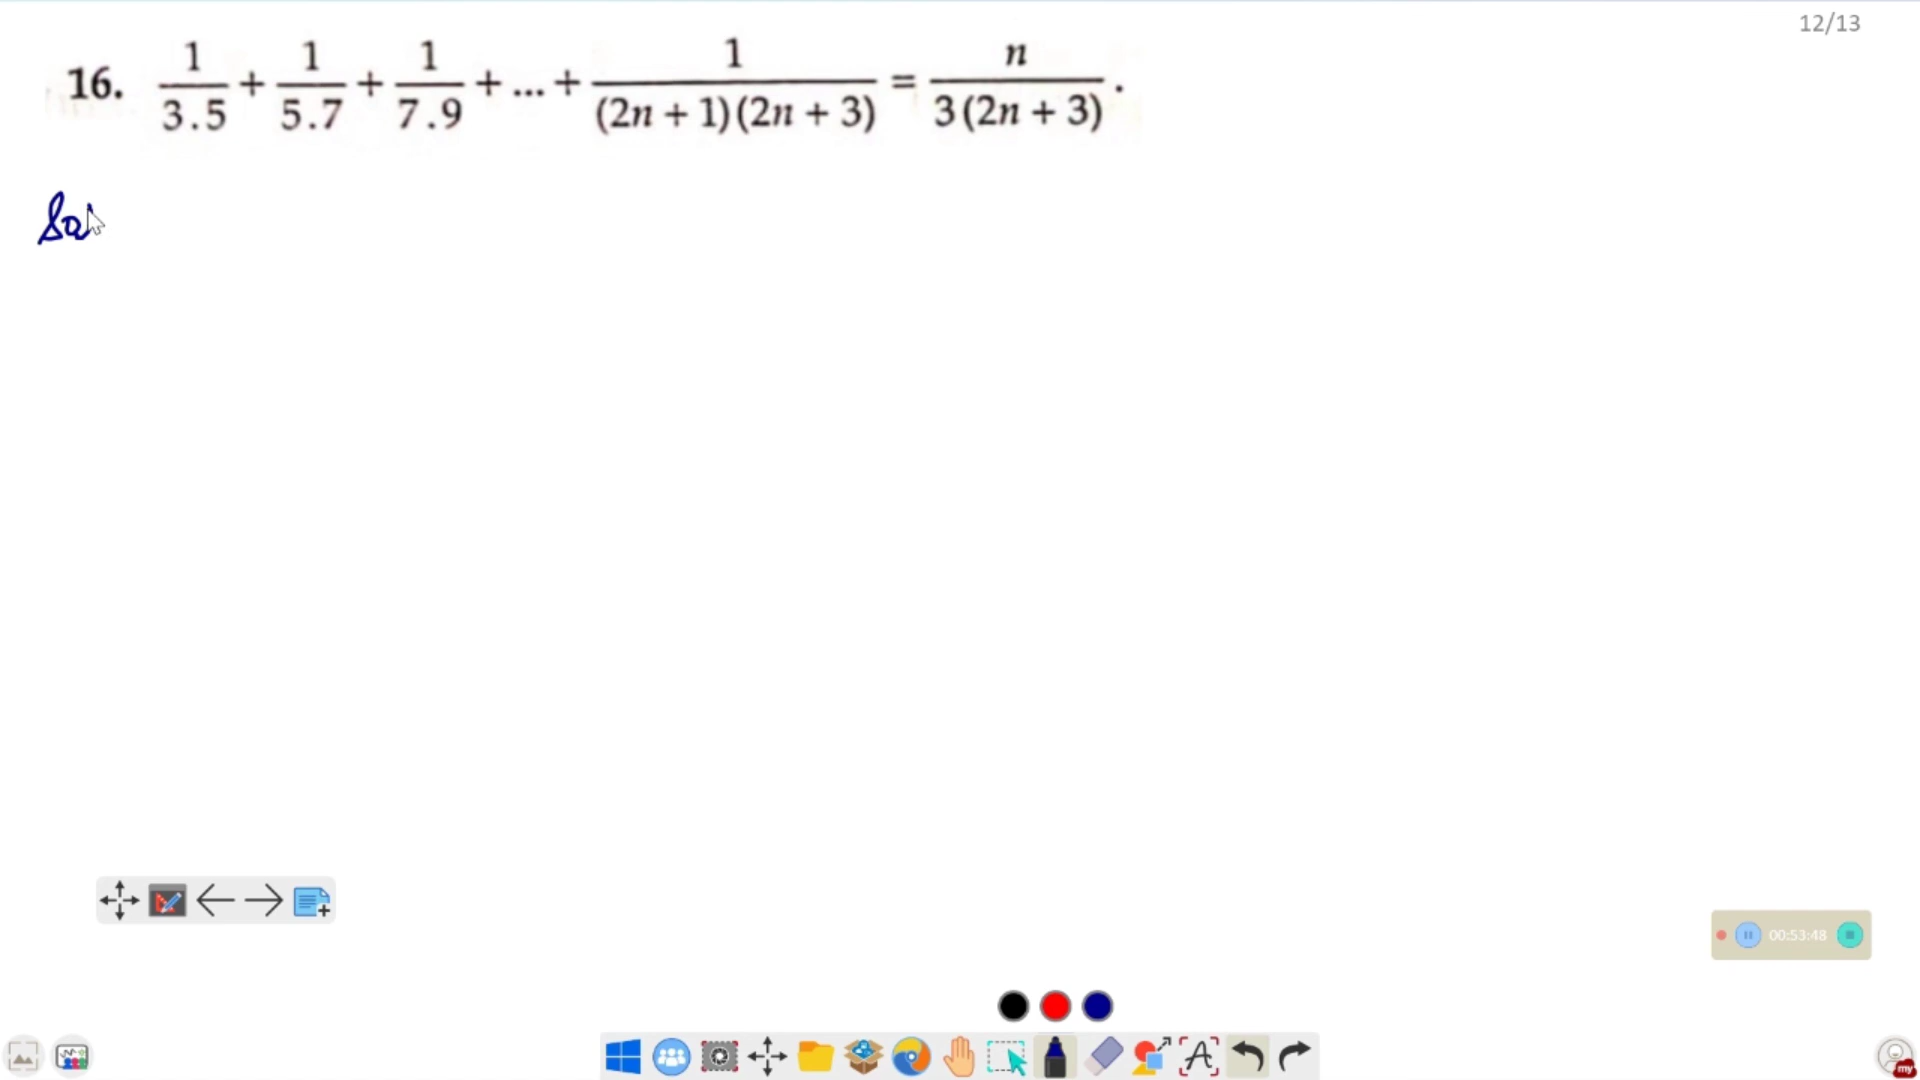 12/13
16. 1/3.5 + 1/5.7 + 1/7.9 + ... + 1/(2n + 1)(2n + 3) = n/3(2n + 3).
00:53:48
my